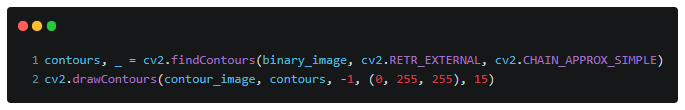 1 contours, _ = cv2.findContours(binary_image, cv2.RETR_EXTERNAL, cv2.CHAIN_APPROX_SIMPLE)
2 cv2.drawContours(contour_image, contours, -1, (0, 255, 255), 15)